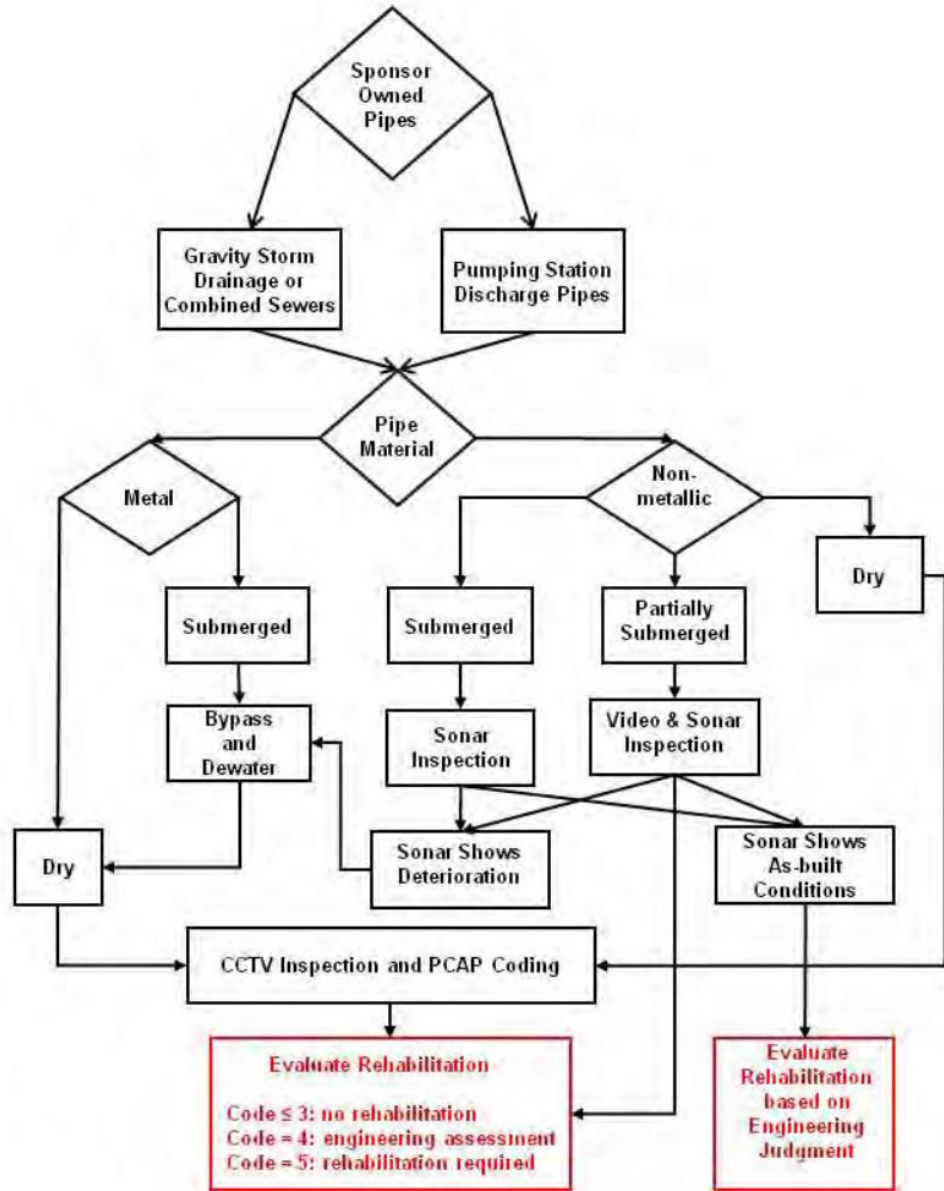 Sponsor
Owned
Pipes
Gravity Storm
Drainage or
Combined Sewers
Pumping Station
Discharge Pipes
Pipe
Material
Metal
Non-
metallic
Dry
Submerged
Submerged
Partially
Submerged
Bypass
and
Dewater
Sonar
Inspection
Video & Sonar
Inspection
Dry
Sonar Shows
Deterioration
Sonar Shows
As-built
Conditions
CCTV Inspection and PCAP Coding
Evaluate Rehabilitation
Code ≤ 3: no rehabilitation
Code = 4: engineering assessment
Code = 5: rehabilitation required
Evaluate
Rehabilitation
based on
Engineering
Judgment